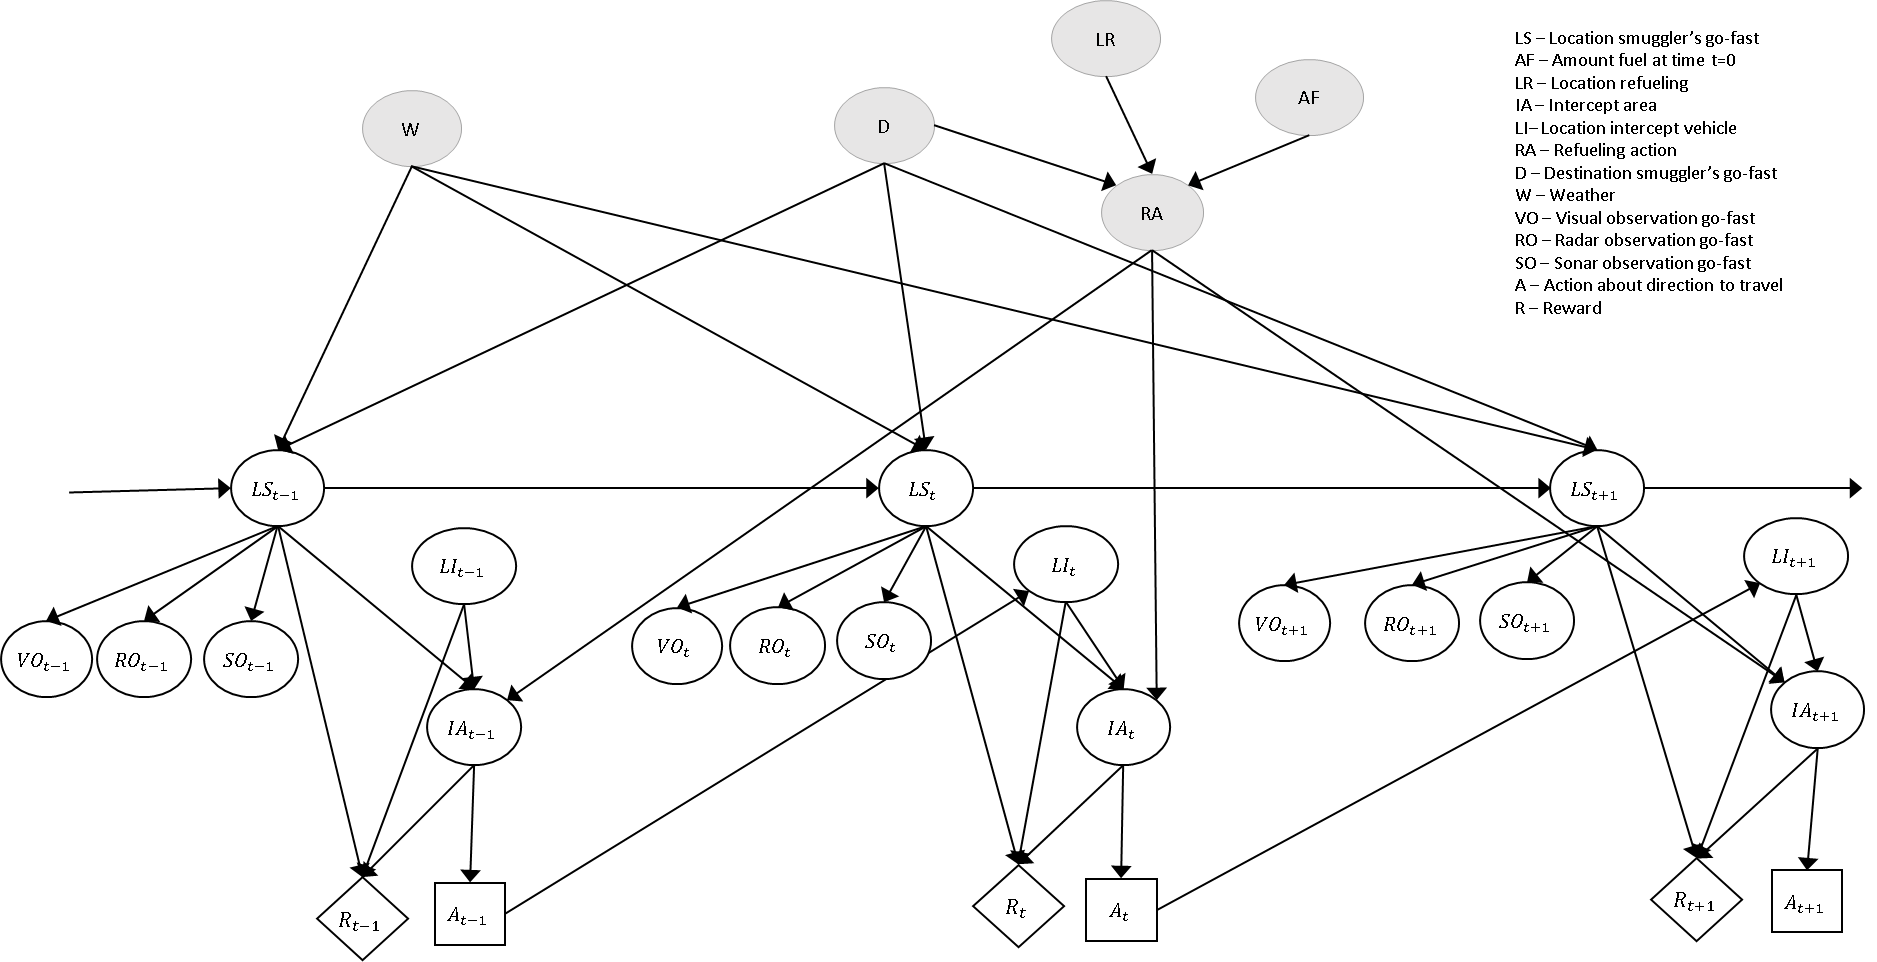 LR
AF
W
D
RA
LS – Location smuggler's go-fast
AF – Amount fuel at time t=0
LR – Location refueling
IA – Intercept area
LI– Location intercept vehicle
RA – Refueling action
D – Destination smuggler's go-fast
W – Weather
VO – Visual observation go-fast
RO – Radar observation go-fast
SO – Sonar observation go-fast
A – Action about direction to travel
R – Reward
LS_{t−1}
LS_t
LS_{t+1}
LI_{t−1}
LI_t
LI_{t+1}
VO_{t−1}
RO_{t−1}
SO_{t−1}
VO_t
RO_t
SO_t
VO_{t+1}
RO_{t+1}
SO_{t+1}
IA_{t−1}
IA_t
IA_{t+1}
R_{t−1}
A_{t−1}
R_t
A_t
R_{t+1}
A_{t+1}